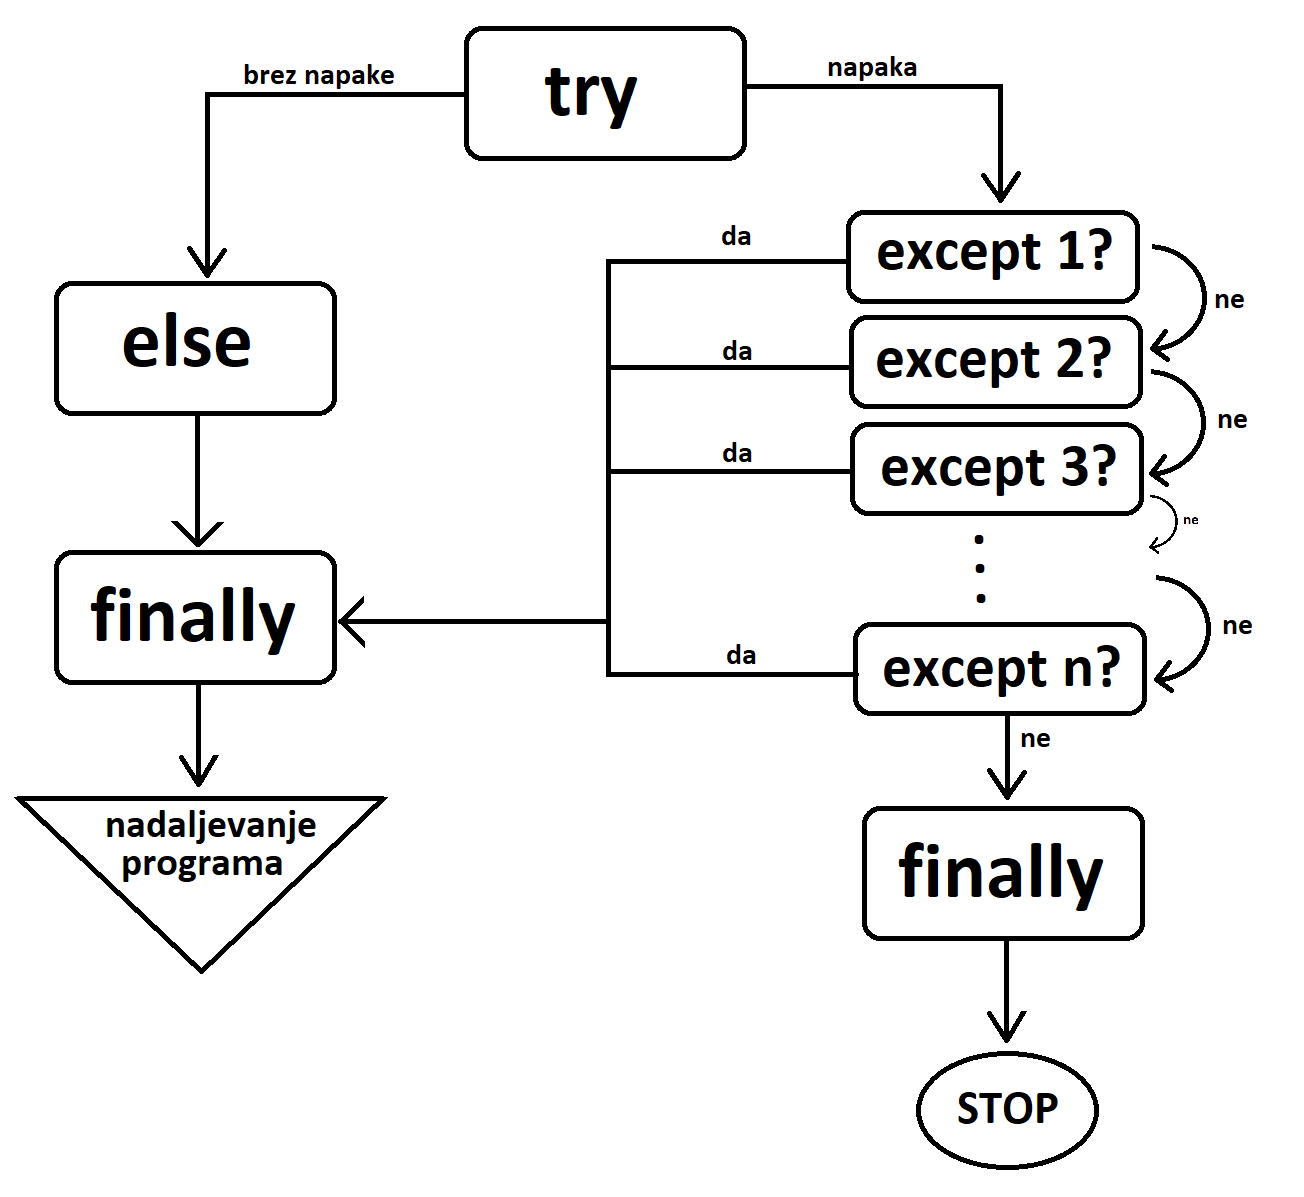 try
brez napake
napaka
else
finally
nadaljevanje
programa
except 1?
da
ne
except 2?
da
ne
except 3?
da
ne
ne
except n?
da
ne
finally
STOP